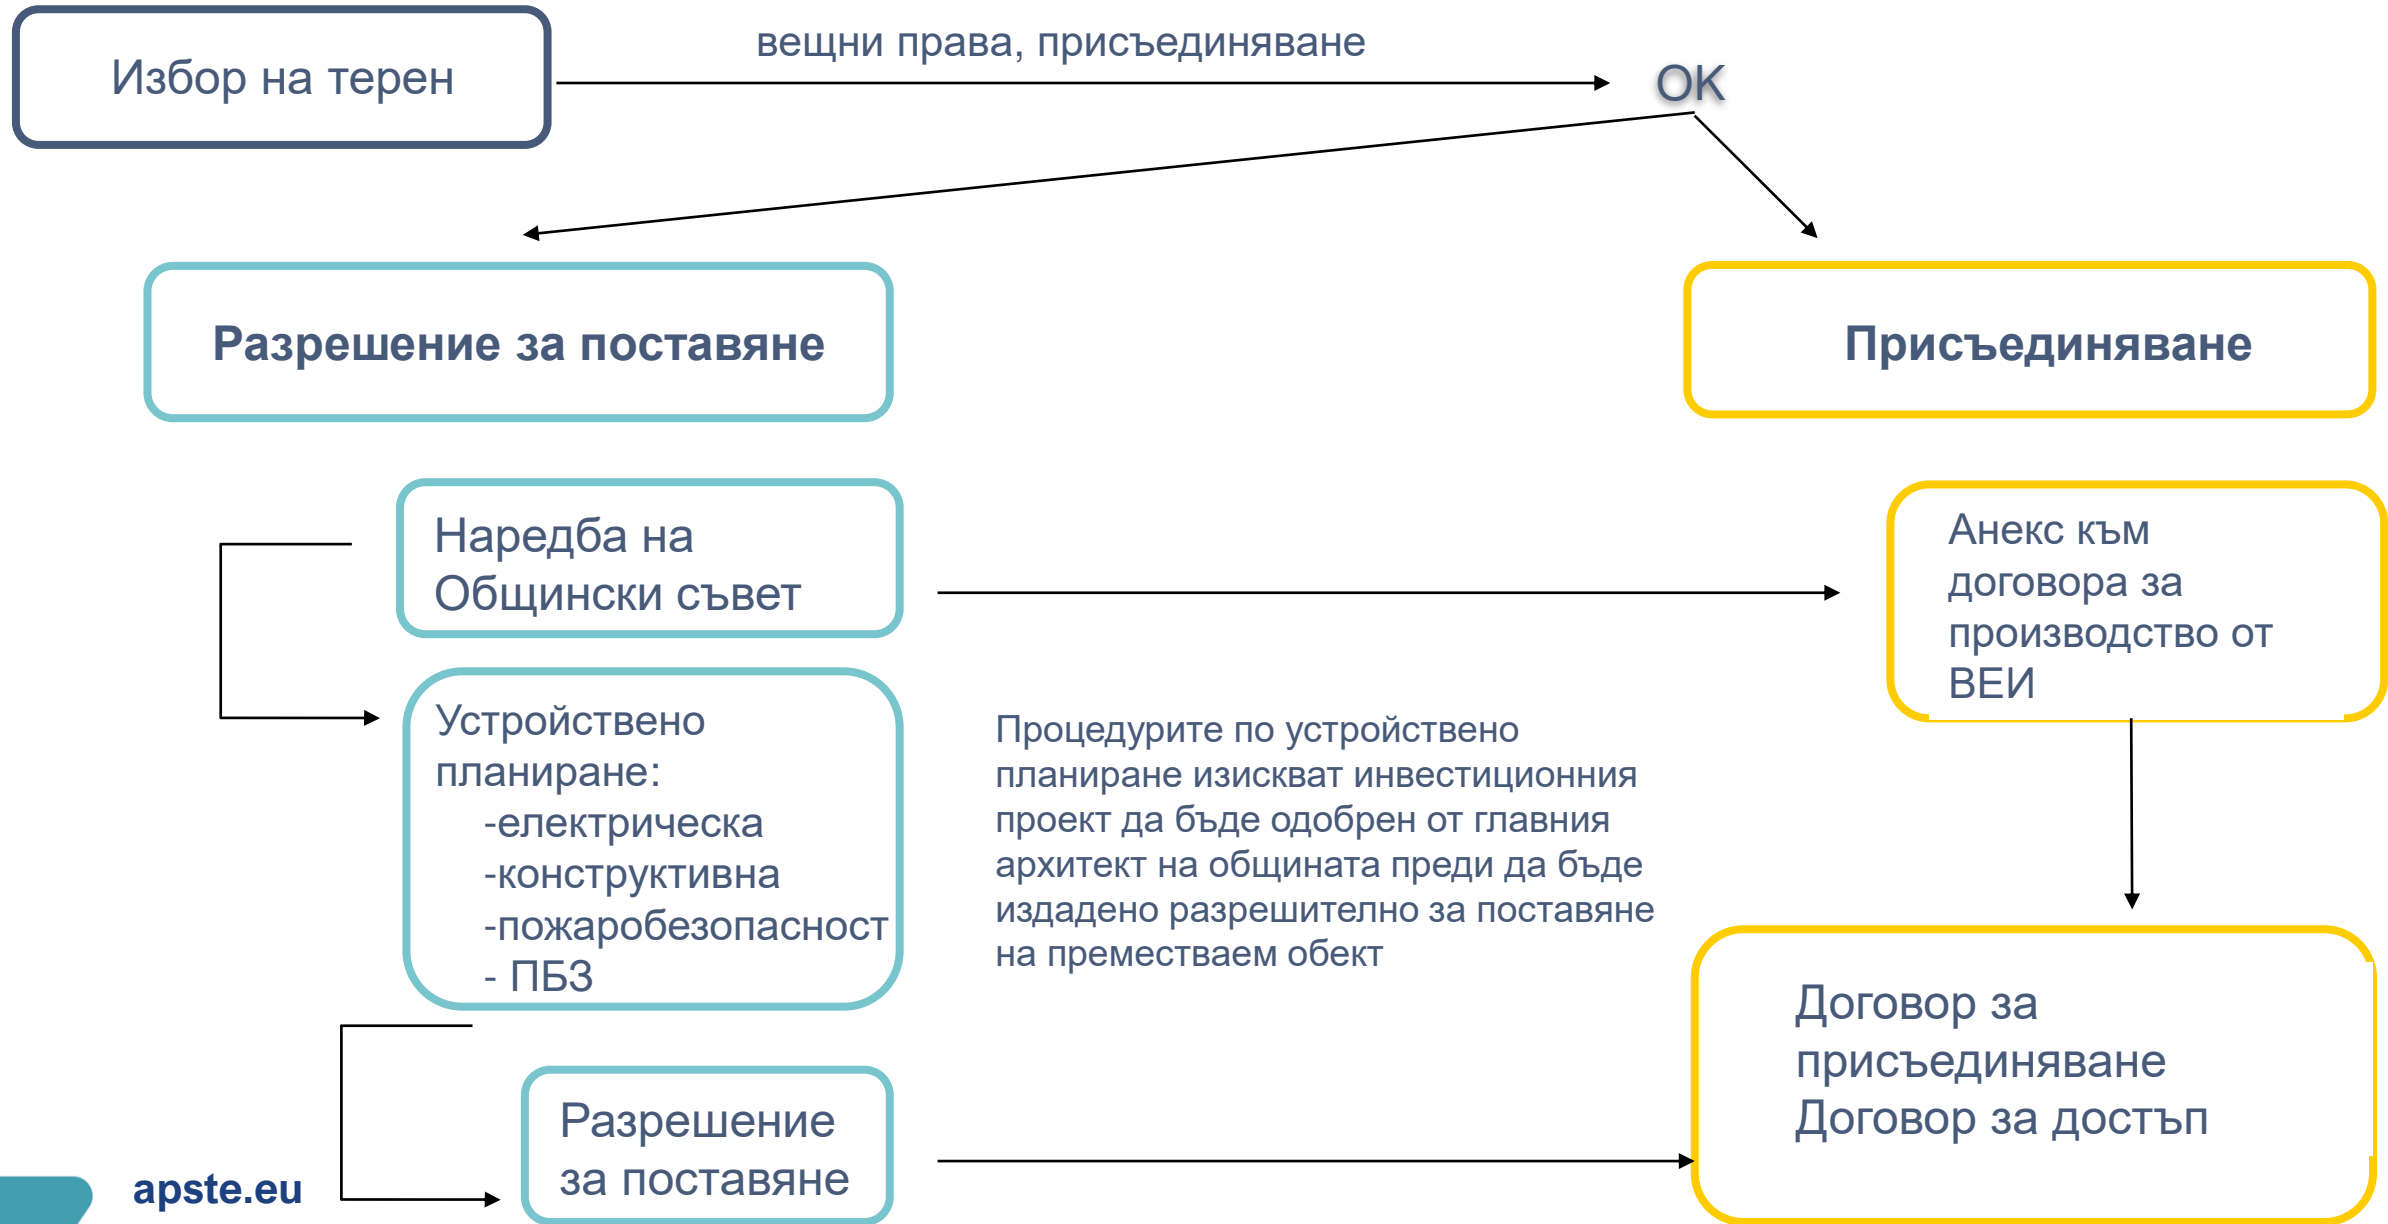 Избор на терен
вещни права, присъединяване
OK
Разрешение за поставяне
Присъединяване
Наредба на
Общински съвет
Анекс към
договора за
производство от
ВЕИ
Устройствено
планиране:
-електрическа
-конструктивна
-пожаробезопасност
- ПБЗ
Процедурите по устройствено
планиране изискват инвестиционния
проект да бъде одобрен от главния
архитект на общината преди да бъде
издадено разрешително за поставяне
на преместваем обект
Договор за
присъединяване
Договор за достъп
Разрешение
за поставяне
apste.eu